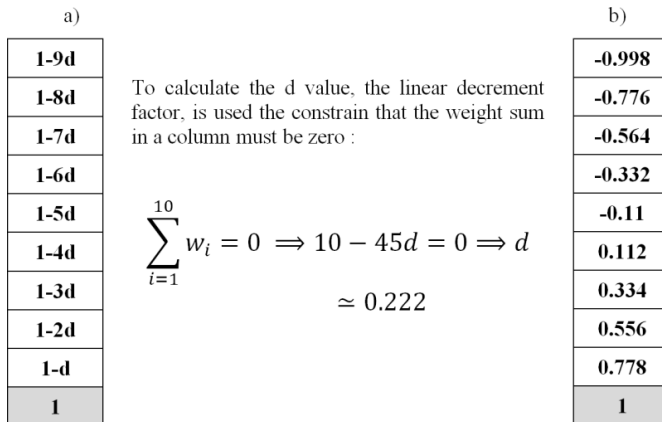 a)
b)
1-9d
1-8d
1-7d
1-6d
1-5d
1-4d
1-3d
1-2d
1-d
1
To calculate the d value, the linear decrement
factor, is used the constrain that the weight sum
in a column must be zero :
10
∑ wᵢ = 0 ⟹ 10 − 45d = 0 ⟹ d
i=1
≃ 0.222
-0.998
-0.776
-0.564
-0.332
-0.11
0.112
0.334
0.556
0.778
1